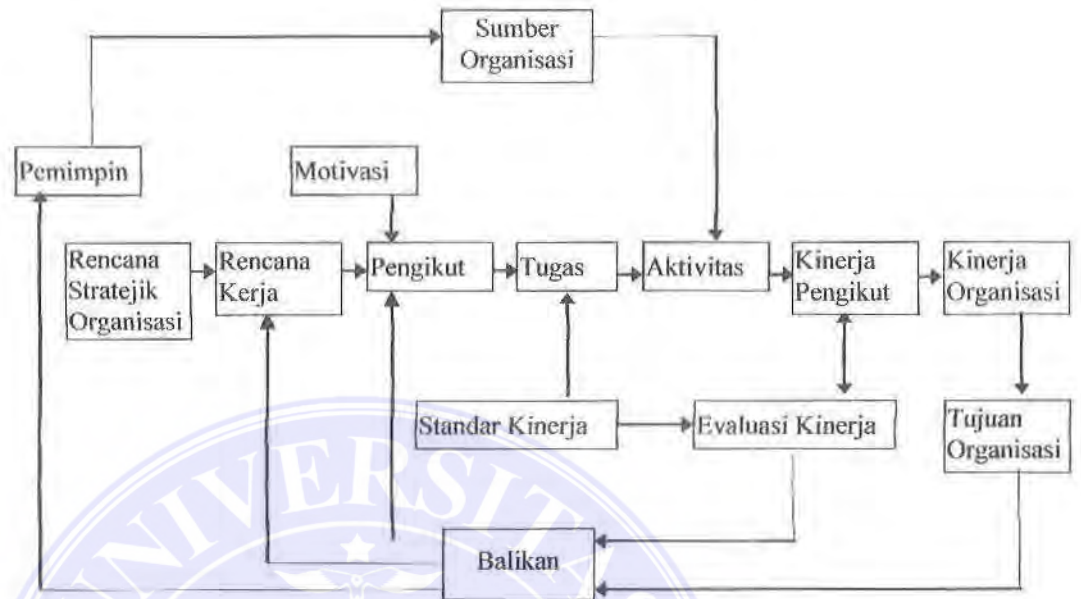 Sumber
Organisasi
Pemimpin
Motivasi
Rencana
Stratejik
Organisasi
Rencana
Kerja
Pengikut
Tugas
Aktivitas
Kinerja
Pengikut
Kinerja
Organisasi
Standar Kinerja
Evaluasi Kinerja
Tujuan
Organisasi
Balikan
NIVERSITA